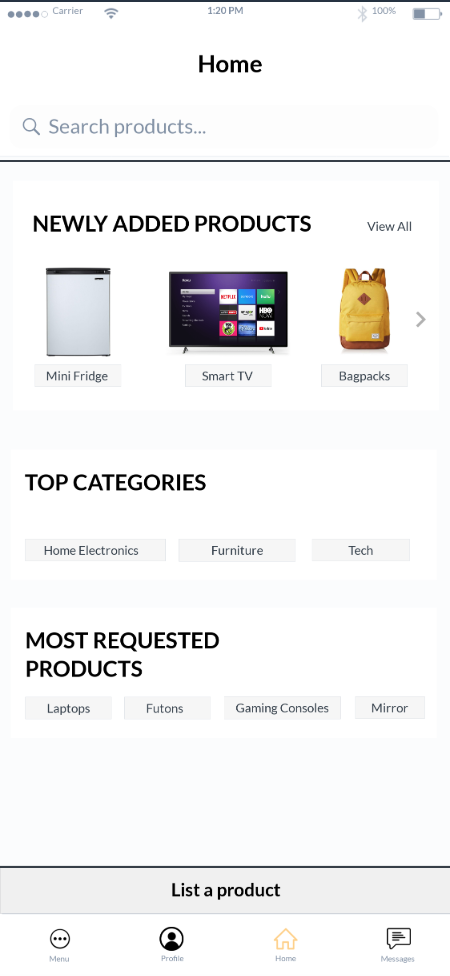 Carrier 1:20 PM 100%
Home
Search products...
NEWLY ADDED PRODUCTS View All
NETFLIX hulu
HBO NOW
YouTube
Mini Fridge Smart TV Bagpacks
TOP CATEGORIES
Home Electronics Furniture Tech
MOST REQUESTED
PRODUCTS
Laptops Futons Gaming Consoles Mirror
List a product
Menu Profile Home Messages